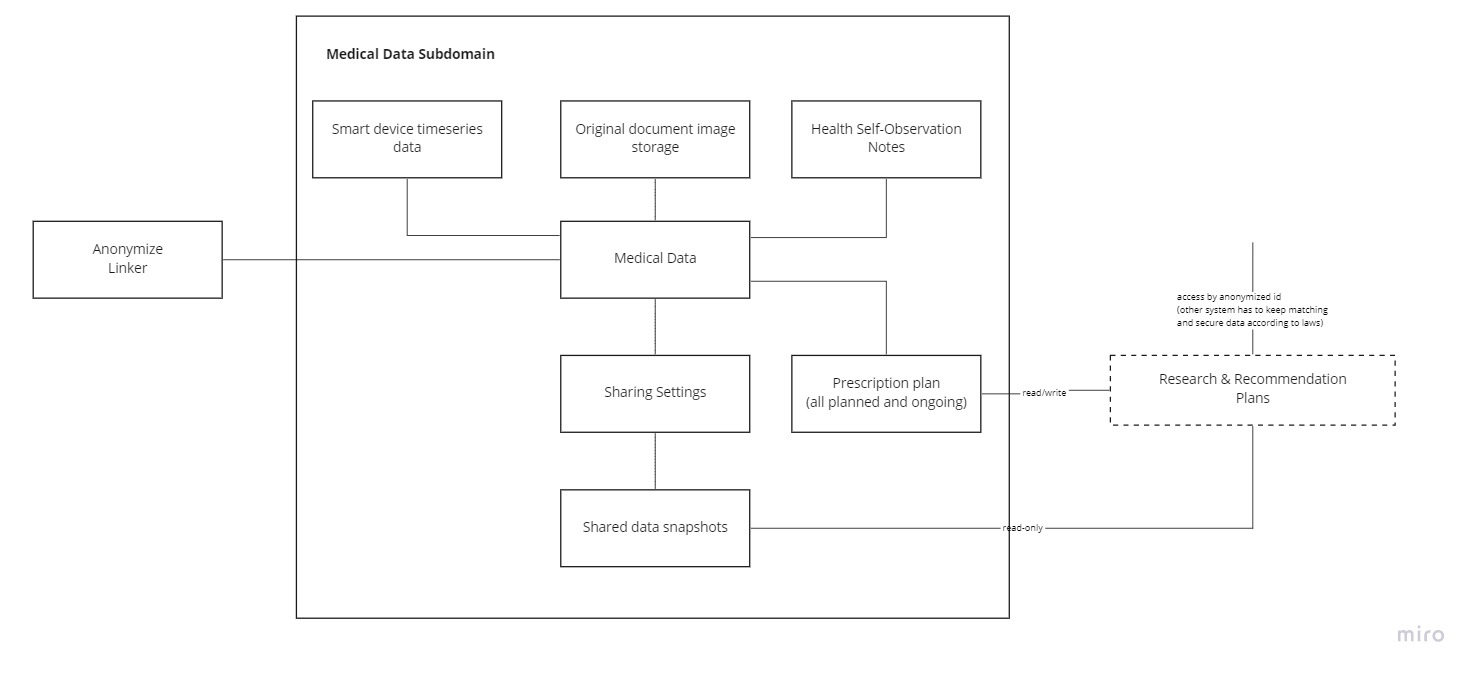 Medical Data Subdomain
Smart device timeseries
data
Original document image
storage
Health Self-Observation
Notes
Anonymize
Linker
Medical Data
access by anonymized id
(other system has to keep matching
and secure data according to laws)
Sharing Settings
Prescription plan
(all planned and ongoing)
read/write
Research & Recommendation
Plans
Shared data snapshots
read-only
miro